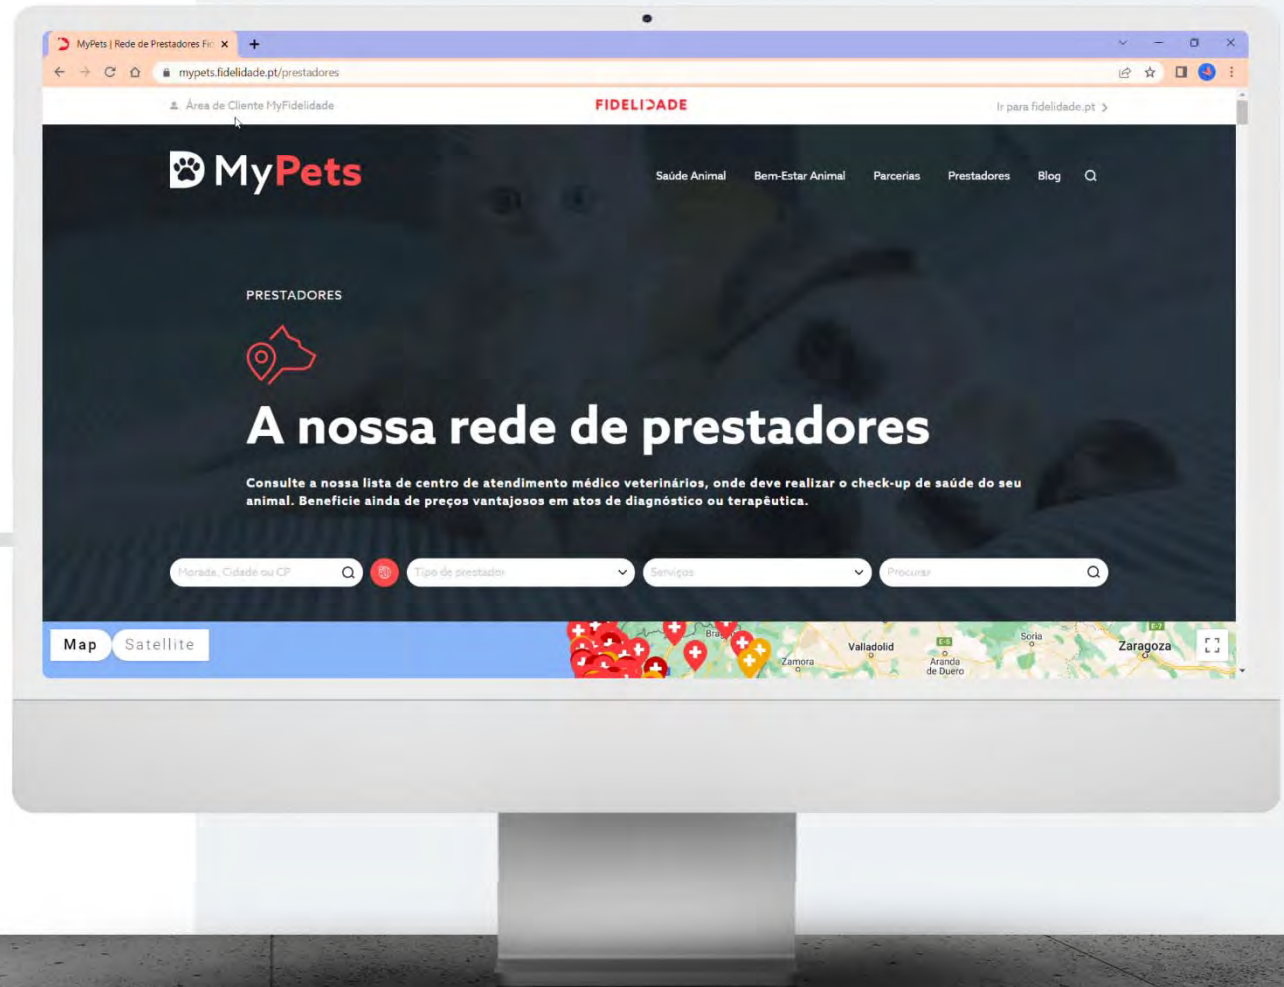 MyPets | Rede de Prestadores Fi
mypets.fidelidade.pt/prestadores
Área de Cliente MyFidelidade
FIDELIDADE
Ir para fidelidade.pt
MyPets
Saúde Animal
Bem-Estar Animal
Parcerias
Prestadores
Blog
PRESTADORES
A nossa rede de prestadores
Consulte a nossa lista de centro de atendimento médico veterinários, onde deve realizar o check-up de saúde do seu
animal. Beneficie ainda de preços vantajosos em atos de diagnóstico ou terapêutica.
Morada, Cidade ou CP
Tipo de prestador
Serviços
Procurar
Map
Satellite
Zamora
Valladolid
Aranda
de Duero
Soria
Zaragoza